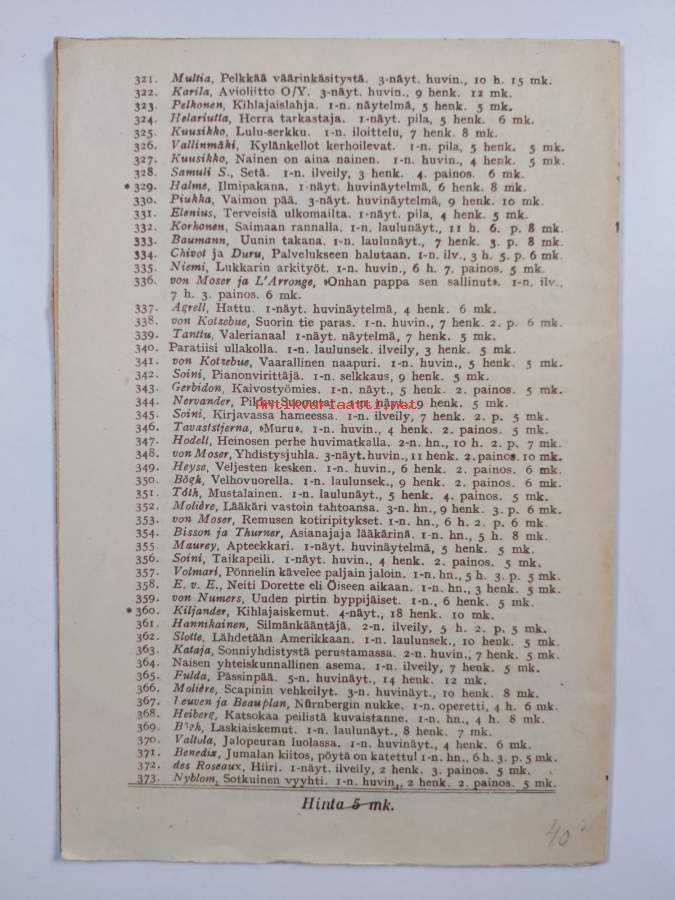 321. Multia, Pelkkää väärinkäsitystä. 3-näyt. huvin., 10 h. 15 mk.
322. Karila, Avioliitto O/Y. 3-näyt. huvin., 9 henk. 12 mk.
323. Pelkonen, Kihlajaislahja. 1-n. näytelmä, 5 henk. 5 mk.
324. Helariutta, Herra tarkastaja. 1-näyt. pila, 5 henk. 6 mk.
325. Kuusikko, Lulu-serkku. 1-n. iloittelu, 7 henk. 8 mk.
326. Vallinmäki, Kylänkellot kerhoilevat. 1-n. pila, 5 henk. 5 mk.
327. Kuusikko, Nainen on aina nainen. 1-n. huvin., 4 henk. 5 mk.
328. Samuli S., Setä. 1-n. ilveily, 3 henk. 4. painos. 6 mk.
* 329. Halme, Ilmipakana. 1-näyt. huvinäytelmä, 6 henk. 8 mk.
330. Piukka, Vaimon pää. 3-näyt. huvinäytelmä, 9 henk. 10 mk.
331. Elenius, Terveisiä ulkomailta. 1-näyt. pila, 4 henk. 5 mk.
332. Korhonen, Saimaan rannalla. 1-n. laulunäyt., 11 h. 6. p. 8 mk.
333. Baumann, Uunin takana. 1-n. laulunäyt., 7 henk. 3. p. 8 mk.
334. Chivot ja Duru, Palvelukseen halutaan. 1-n. ilv., 3 h. 5. p. 6 mk.
335. Niemi, Lukkarin arkityöt. 1-n. huvin., 6 h. 7. painos. 5 mk.
336. von Moser ja L'Arronge, »Onhan pappa sen sallinut». 1-n. ilv.,
7 h. 3. painos. 6 mk.
337. Agrell, Hattu. 1-näyt. huvinäytelmä, 4 henk. 6 mk.
338. von Kotsebue, Suorin tie paras. 1-n. huvin., 7 henk. 2. p. 6 mk.
339. Tanttu, Valerianaa! 1-näyt. näytelmä, 7 henk. 5 mk.
340. Paratiisi ullakolla. 1-n. laulunsek. ilveily, 3 henk. 5 mk.
341. von Kotzebue, Vaarallinen naapuri. 1-n. huvin., 5 henk. 5 mk.
342. Soini, Pianonvirittäjä. 1-n. selkkaus, 9 henk. 5 mk.
343. Gerbidon, Kaivostyömies. 1-n. näyt., 5 henk. 2. painos. 5 mk.
344. Nervander, Pikku Suometar. 1-n. näyt. 9 henk. 5 mk.
Antikvariaatti.net
345. Soini, Kirjavassa hameessa. 1-n. ilveily, 7 henk. 2. p. 5 mk.
346. Tavaststjerna, »Muru». 1-n. huvin., 4 henk. 2. painos. 5 mk.
347. Hodell, Heinosen perhe huvimatkalla. 2-n. hn., 10 h. 2. p. 7 mk.
348. von Moser, Yhdistysjuhla. 3-näyt. huvin., 11 henk. 2. painos. 10 mk.
349. Heyse, Veljesten kesken. 1-n. huvin., 6 henk. 2. painos. 6 mk.
350. Bögh, Velhovuorella. 1-n. laulunsek., 9 henk. 2. painos. 6 mk.
351. Tóth, Mustalainen. 1-n. laulunäyt., 5 henk. 4. painos. 5 mk.
352. Molière, Lääkäri vastoin tahtoansa. 3-n. hn., 9 henk. 3. p. 6 mk.
353. von Moser, Remusen kotiripitykset. 1-n. hn., 6 h. 2. p. 6 mk.
354. Bisson ja Thurner, Asianajaja lääkärinä. 1-n. hn., 5 h. 8 mk.
355. Maurey, Apteekkari. 1-näyt. huvinäytelmä, 5 henk. 5 mk.
356. Soini, Taikapeili. 1-näyt. huvin., 4 henk. 2. painos. 5 mk.
357. Volmari, Pönnelin kävelee paljain jaloin. 1-n. hn., 5 h. 3. p. 5 mk.
358. E. v. E., Neiti Dorette eli Öiseen aikaan. 1-n. hn., 3 henk. 5 mk.
359. von Numers, Uuden pirtin hyppijäiset. 1-n., 6 henk. 5 mk.
* 360. Kiljander, Kihlajaiskemut. 4-näyt., 18 henk. 10 mk.
361. Hannikainen, Silmänkääntäjä. 2-n. ilveily, 5 h. 2. p. 5 mk.
362. Slotte, Lähdetään Amerikkaan. 1-n. laulunsek., 10 henk. 5 mk.
363. Kataja, Sonniyhdistystä perustamassa. 2-n. huvin., 7 henk. 5 mk.
364. Naisen yhteiskunnallinen asema. 1-n. ilveily, 7 henk. 5 mk.
365. Fulda, Pässinpää. 5-n. huvinäyt., 14 henk. 12 mk.
366. Molière, Scapinin vehkeilyt. 3-n. huvinäyt., 10 henk. 8 mk.
367. Leuven ja Beauplan, Nürnbergin nukke. 1-n. operetti, 4 h. 6 mk.
368. Heiberg, Katsokaa peilistä kuvaistanne. 1-n. hn., 4 h. 8 mk.
369. Bögh, Laskiaiskemut. 1-n. laulunäyt., 8 henk. 7 mk.
370. Valtola, Jalopeuran luolassa. 1-n. huvinäyt., 4 henk. 6 mk.
371. Benedix, Jumalan kiitos, pöytä on katettu! 1-n. hn., 6 h. 3. p. 5 mk.
372. des Roseaux, Hiiri. 1-näyt. ilveily, 2 henk. 3. painos. 5 mk.
373. Nyblom, Sotkuinen vyyhti. 1-n. huvin., 2 henk. 2. painos. 5 mk.
Hinta 5 mk.
40